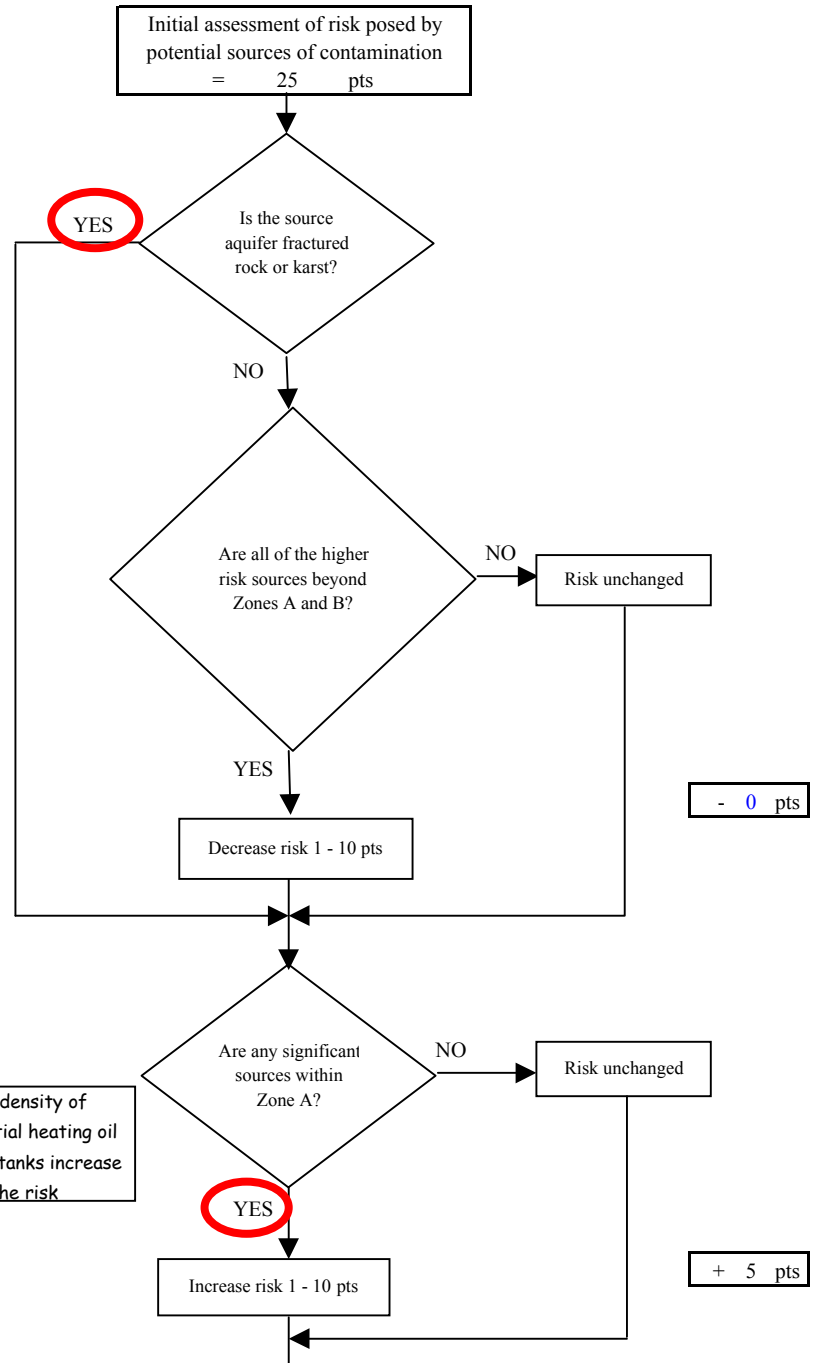 Initial assessment of risk posed by
potential sources of contamination
= 25 pts
YES
Is the source
aquifer fractured
rock or karst?
NO
Are all of the higher
risk sources beyond
Zones A and B?
NO
Risk unchanged
YES
- 0 pts
Decrease risk 1 - 10 pts
Are any significant
sources within
Zone A?
NO
Risk unchanged
density of
heating oil
tanks increase
risk
YES
Increase risk 1 - 10 pts
+ 5 pts